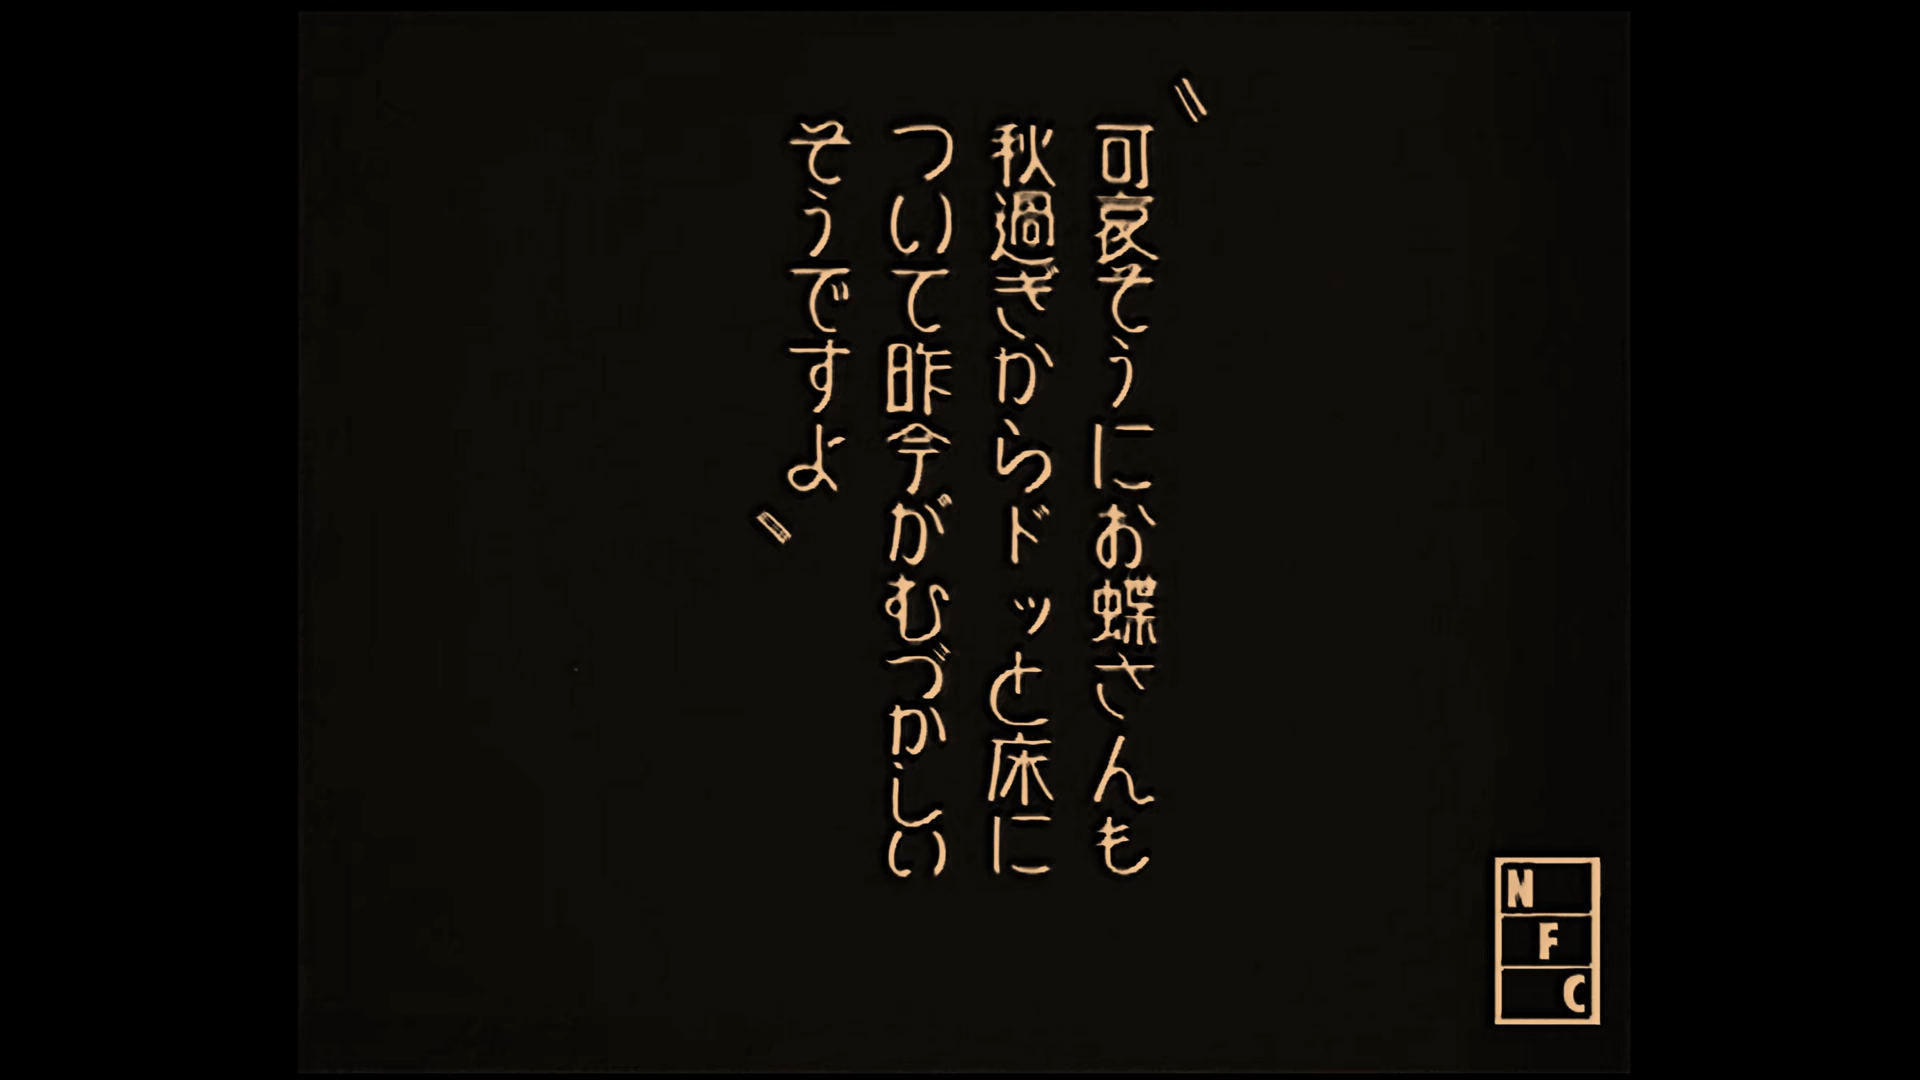 〝可哀そうにお蝶さんも
秋過ぎからドッと床に
ついて昨今がむづかしい
そうですよ〟
N
F
C